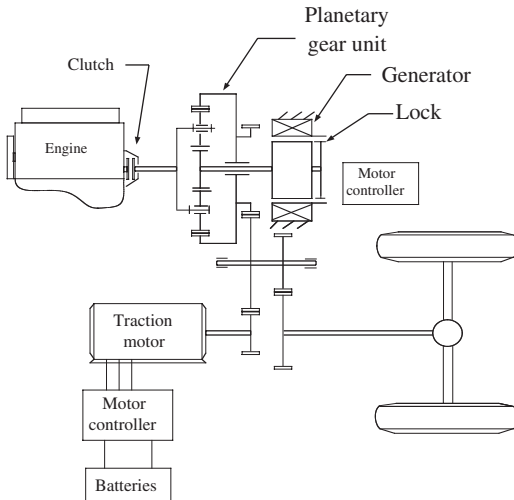 Planetary
gear unit
Clutch
Generator
Lock
Engine
Motor
controller
Traction
motor
Motor
controller
Batteries